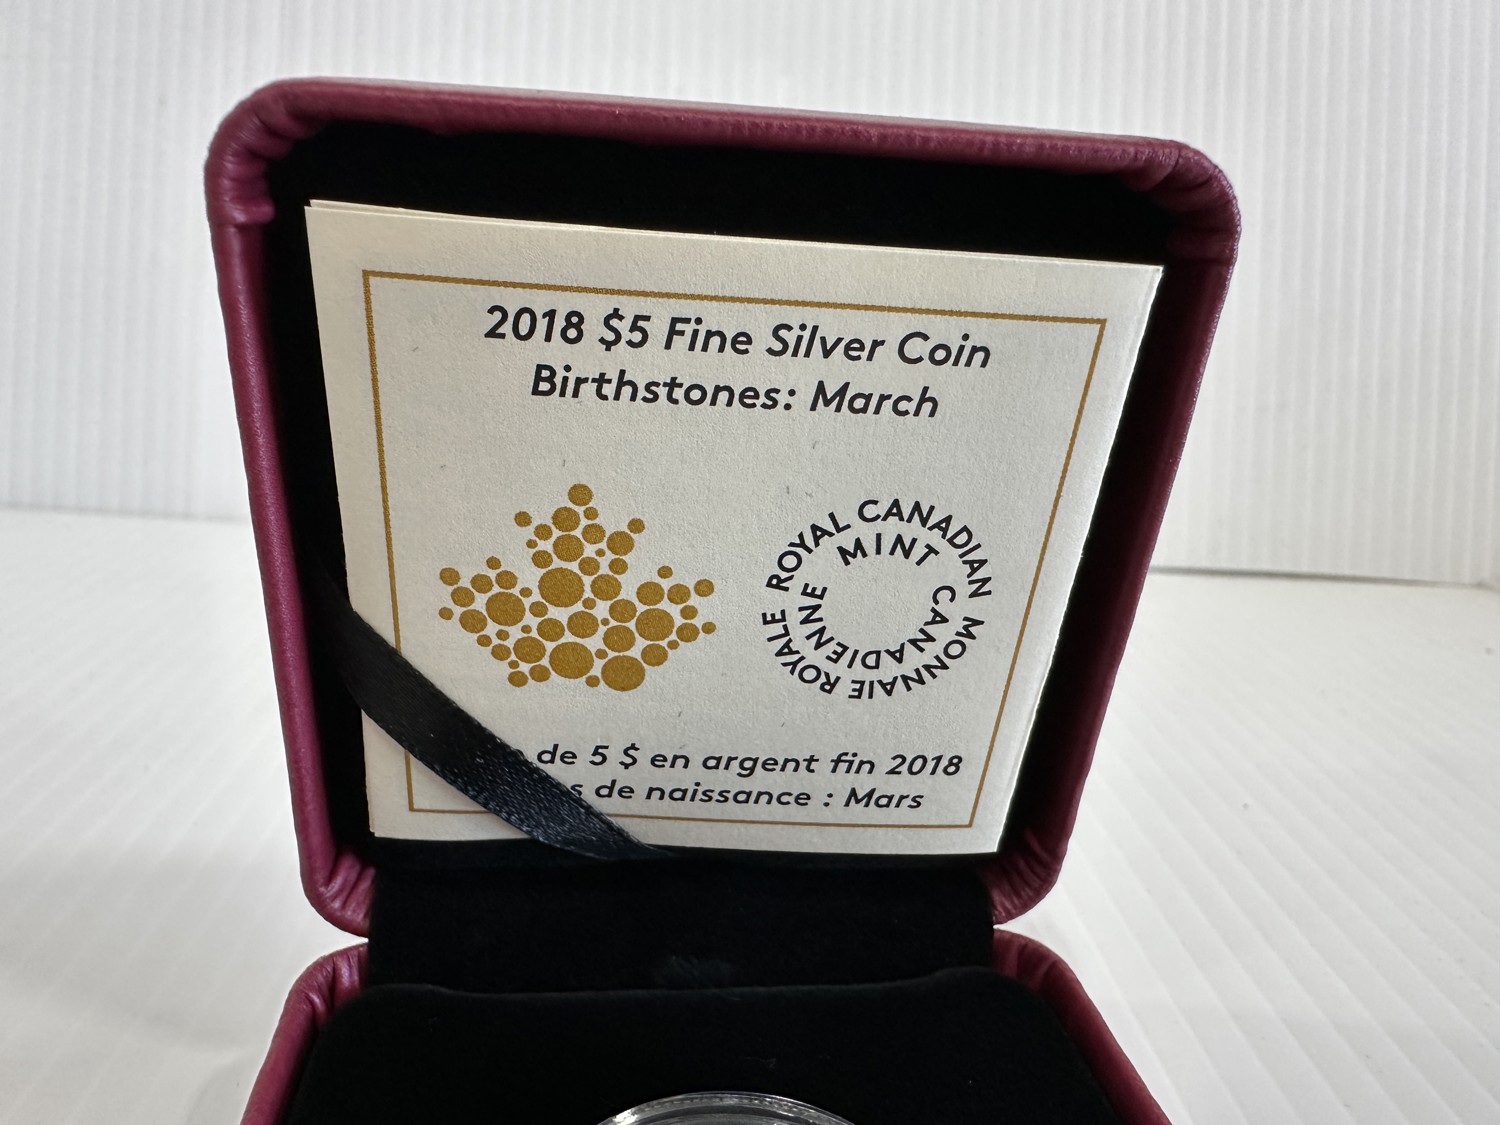 2018 $5 Fine Silver Coin
Birthstones: March
ROYAL CANADIAN
MINT CANADIENNE
MONNAIE ROYALE
de 5 $ en argent fin 2018
de naissance : Mars